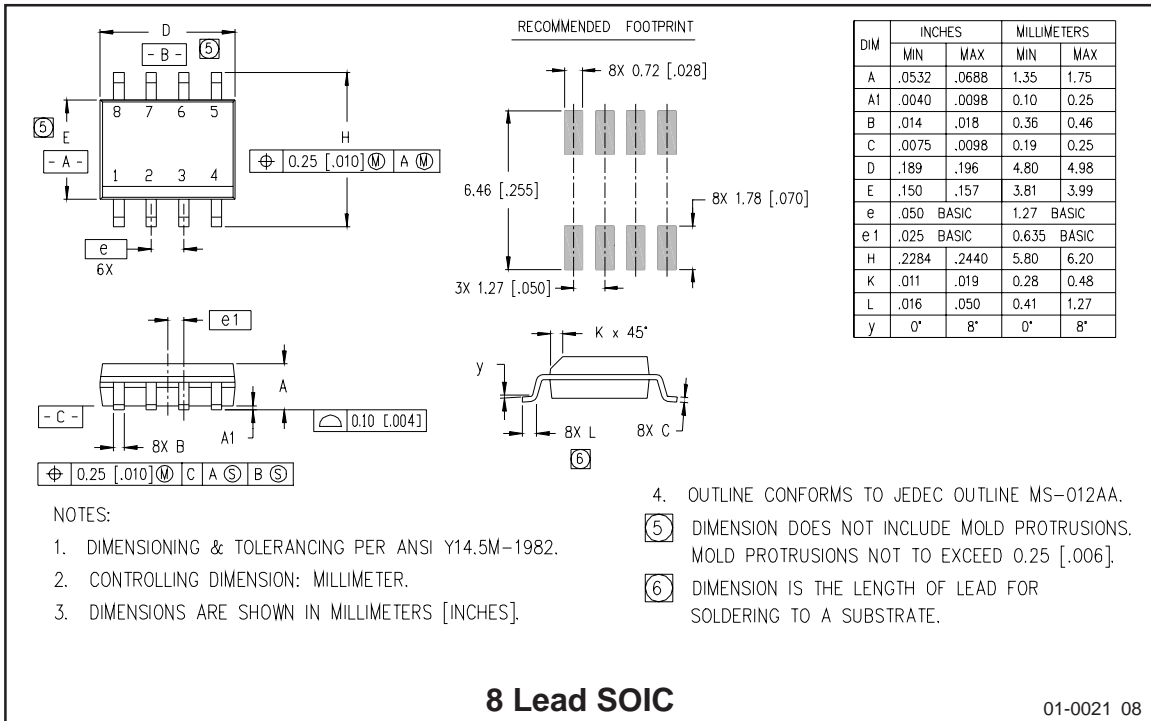 D
- B - 5
8 7 6 5
5 E
- A -
H
⌖ 0.25 [.010] Ⓜ A Ⓜ
1 2 3 4
e
6X
RECOMMENDED FOOTPRINT
8X 0.72 [.028]
6.46 [.255]
8X 1.78 [.070]
3X 1.27 [.050]
DIM INCHES MILLIMETERS
MIN MAX MIN MAX
A .0532 .0688 1.35 1.75
A1 .0040 .0098 0.10 0.25
B .014 .018 0.36 0.46
C .0075 .0098 0.19 0.25
D .189 .196 4.80 4.98
E .150 .157 3.81 3.99
e .050 BASIC 1.27 BASIC
e1 .025 BASIC 0.635 BASIC
H .2284 .2440 5.80 6.20
K .011 .019 0.28 0.48
L .016 .050 0.41 1.27
y 0° 8° 0° 8°
e1
A
- C -
8X B
A1
⌓ 0.10 [.004]
⌖ 0.25 [.010] Ⓜ C A Ⓢ B Ⓢ
K x 45°
y
8X L
6
8X C
NOTES:
1. DIMENSIONING & TOLERANCING PER ANSI Y14.5M-1982.
2. CONTROLLING DIMENSION: MILLIMETER.
3. DIMENSIONS ARE SHOWN IN MILLIMETERS [INCHES].
4. OUTLINE CONFORMS TO JEDEC OUTLINE MS-012AA.
5 DIMENSION DOES NOT INCLUDE MOLD PROTRUSIONS.
MOLD PROTRUSIONS NOT TO EXCEED 0.25 [.006].
6 DIMENSION IS THE LENGTH OF LEAD FOR
SOLDERING TO A SUBSTRATE.
8 Lead SOIC
01-0021 08